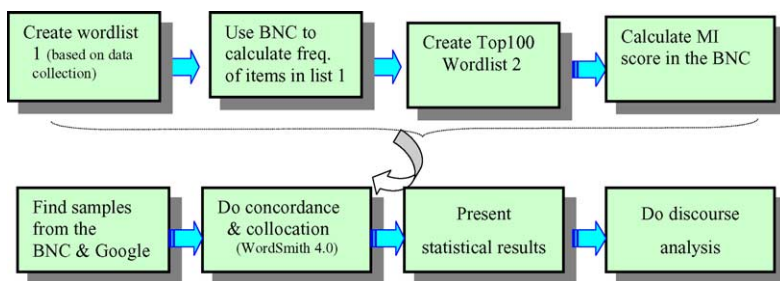 Create wordlist
1 (based on data
collection)
Use BNC to
calculate freq.
of items in list 1
Create Top100
Wordlist 2
Calculate MI
score in the BNC
Find samples
from the
BNC & Google
Do concordance
& collocation
(WordSmith 4.0)
Present
statistical results
Do discourse
analysis